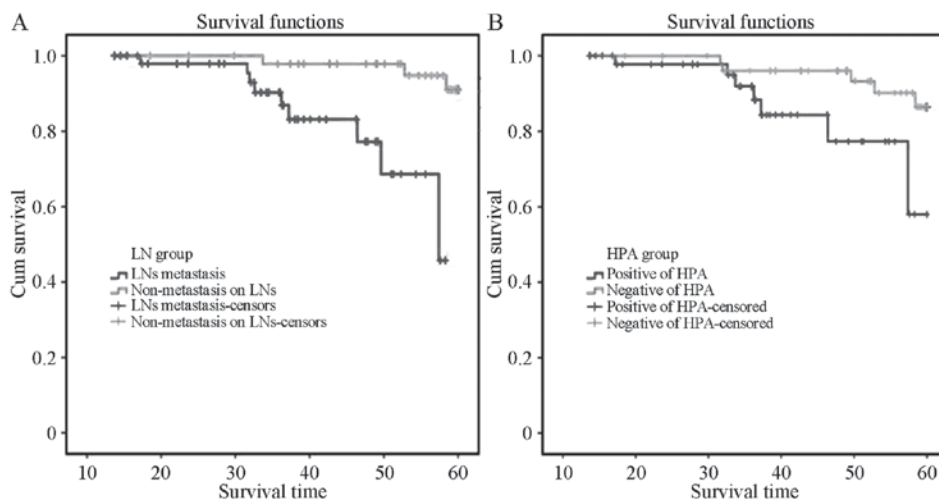 A
Survival functions
Cum survival
1.0
0.8
0.6
0.4
0.2
0
LN group
LNs metastasis
Non-metastasis on LNs
LNs metastasis-censors
Non-metastasis on LNs-censors
10 20 30 40 50 60
Survival time
B
Survival functions
Cum survival
1.0
0.8
0.6
0.4
0.2
0
HPA group
Positive of HPA
Negative of HPA
Positive of HPA-censored
Negative of HPA-censored
10 20 30 40 50 60
Survival time